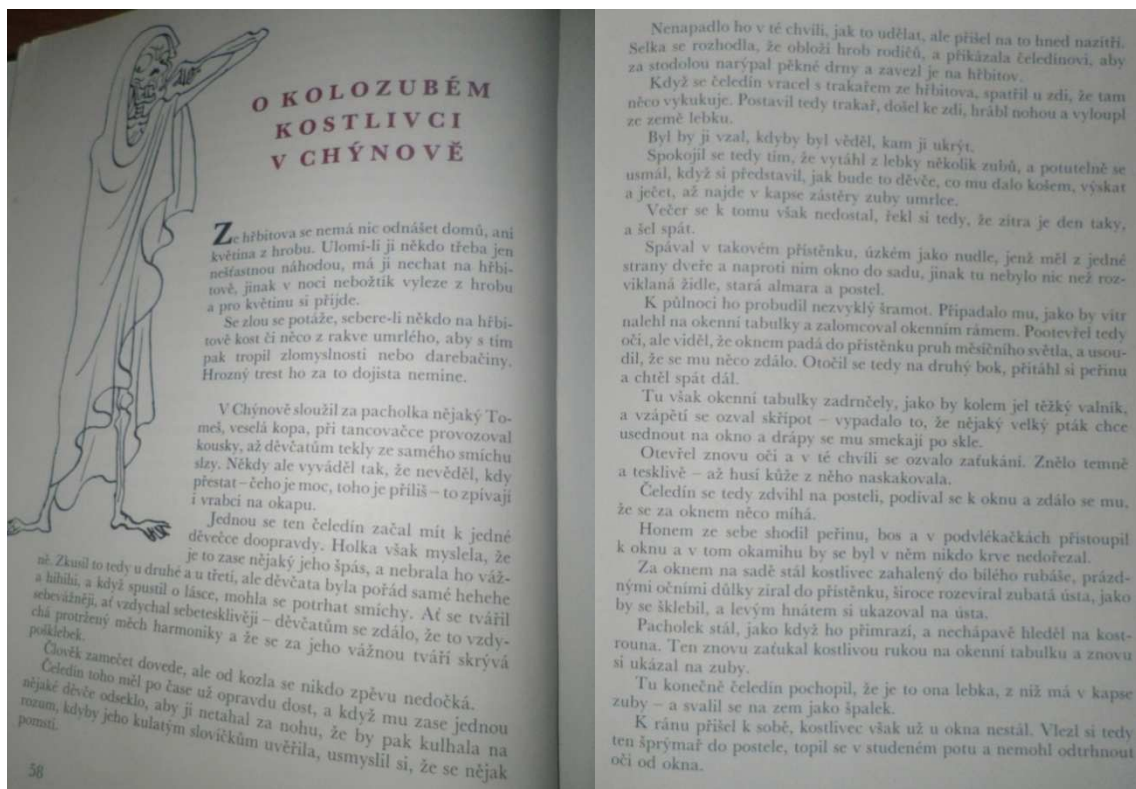 O KOLOZUBÉM
KOSTLIVCI
V CHÝNOVĚ
Ze hřbitova se nemá nic odnášet domů, ani
květina z hrobu. Ulomí-li ji někdo třeba jen
nešťastnou náhodou, má ji nechat na hřbi-
tově, jinak v noci nebožtík vyleze z hrobu
a pro květinu si přijde.
Se zlou se potáže, sebere-li někdo na hřbi-
tově kost či něco z rakve umrlého, aby s tím
pak tropil zlomyslnosti nebo darebačiny.
Hrozný trest ho za to dojista nemine.
V Chýnově sloužil za pacholka nějaký To-
meš, veselá kopa, při tancovačce provozoval
kousky, až děvčatům tekly ze samého smíchu
slzy. Někdy ale vyváděl tak, že nevěděl, kdy
přestat – čeho je moc, toho je příliš – to zpívají
i vrabci na okapu.
Jednou se ten čeledín začal mít k jedné
děvečce doopravdy. Holka však myslela, že
je to zase nějaký jeho špás, a nebrala ho váž-
ně. Zkusil to tedy u druhé a u třetí, ale děvčata byla pořád samé hehehe
a hihihi, a když spustil o lásce, mohla se potrhat smíchy. Ať se tvářil
sebevážněji, ať vzdychal sebetesklivěji – děvčatům se zdálo, že to vzdy-
chá protržený měch harmoniky a že se za jeho vážnou tváří skrývá
pošklebek.
Člověk zamečet dovede, ale od kozla se nikdo zpěvu nedočká.
Čeledín toho měl po čase už opravdu dost, a když mu zase jednou
nějaké děvče odseklo, aby ji netahal za nohu, že by pak kulhala na
rozum, kdyby jeho kulatým slovíčkům uvěřila, usmyslil si, že se nějak
pomstí.
58
Nenapadlo ho v té chvíli, jak to udělat, ale přišel na to hned nazítří.
Selka se rozhodla, že obloží hrob rodičů, a přikázala čeledínovi, aby
za stodolou narýpal pěkné drny a zavezl je na hřbitov.
Když se čeledín vracel s trakařem ze hřbitova, spatřil u zdi, že tam
něco vykukuje. Postavil tedy trakař, došel ke zdi, hrábl nohou a vyloupl
ze země lebku.
Byl by ji vzal, kdyby byl věděl, kam ji ukrýt.
Spokojil se tedy tím, že vytáhl z lebky několik zubů, a potutelně se
usmál, když si představil, jak bude to děvče, co mu dalo košem, výskat
a ječet, až najde v kapse zástěry zuby umrlce.
Večer se k tomu však nedostal, řekl si tedy, že zítra je den taky,
a šel spát.
Spával v takovém přístěnku, úzkém jako nudle, jenž měl z jedné
strany dveře a naproti nim okno do sadu, jinak tu nebylo nic než roz-
viklaná židle, stará almara a postel.
K půlnoci ho probudil nezvyklý šramot. Připadalo mu, jako by vítr
nalehl na okenní tabulky a zalomcoval okenním rámem. Pootevřel tedy
oči, ale viděl, že oknem padá do přístěnku pruh měsíčního světla, a usou-
dil, že se mu něco zdálo. Otočil se tedy na druhý bok, přitáhl si peřinu
a chtěl spát dál.
Tu však okenní tabulky zadrnčely, jako by kolem jel těžký valník,
a vzápětí se ozval skřípot – vypadalo to, že nějaký velký pták chce
usednout na okno a drápy se mu smekají po skle.
Otevřel znovu oči a v té chvíli se ozvalo zaťukání. Znělo temně
a tesklivě – až husí kůže z něho naskakovala.
Čeledín se tedy zdvihl na posteli, podíval se k oknu a zdálo se mu,
že se za oknem něco míhá.
Honem ze sebe shodil peřinu, bos a v podvlékačkách přistoupil
k oknu a v tom okamihu by se byl v něm nikdo krve nedořezal.
Za oknem na sadě stál kostlivec zahalený do bílého rubáše, prázd-
nými očními důlky zíral do přístěnku, široce rozevíral zubatá ústa, jako
by se šklebil, a levým hnátem si ukazoval na ústa.
Pacholek stál, jako když ho přimrazí, a nechápavě hleděl na kost-
rouna. Ten znovu zaťukal kostlivou rukou na okenní tabulku a znovu
si ukázal na zuby.
Tu konečně čeledín pochopil, že je to ona lebka, z níž má v kapse
zuby – a svalil se na zem jako špalek.
K ránu přišel k sobě, kostlivec však už u okna nestál. Vlezl si tedy
ten šprýmař do postele, topil se v studeném potu a nemohl odtrhnout
oči od okna.